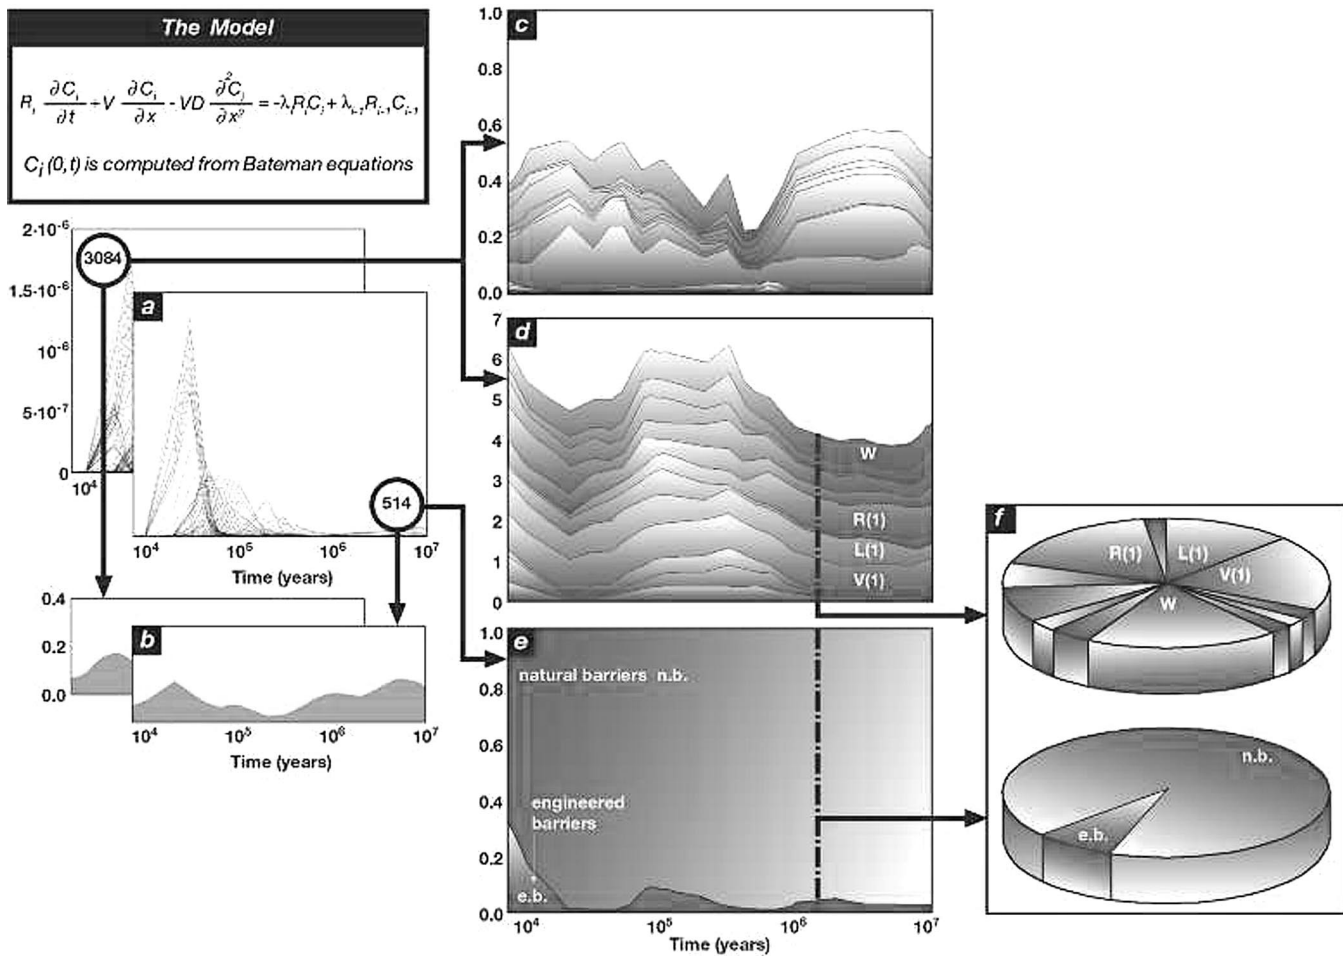 The Model
Rᵢ ∂Cᵢ/∂t + V ∂Cᵢ/∂x - VD ∂²Cᵢ/∂x² = -λᵢRᵢCᵢ + λᵢ₋₁Rᵢ₋₁Cᵢ₋₁
Cᵢ (0,t) is computed from Bateman equations
2·10⁻⁶
1.5·10⁻⁶
10⁻⁶
5·10⁻⁷
0
10⁴
3084
a
514
10⁴ 10⁵ 10⁶ 10⁷
Time (years)
0.4
0.2
0.0
b
10⁴ 10⁵ 10⁶ 10⁷
Time (years)
c
1.0
0.8
0.6
0.4
0.2
0.0
d
7
6
5
4
3
2
1
0
W
R(1)
L(1)
V(1)
e
1.0
0.8
0.6
0.4
0.2
0.0
natural barriers n.b.
engineered
barriers
e.b.
10⁴ 10⁵ 10⁶ 10⁷
Time (years)
f
R(1) L(1)
V(1)
W
n.b.
e.b.